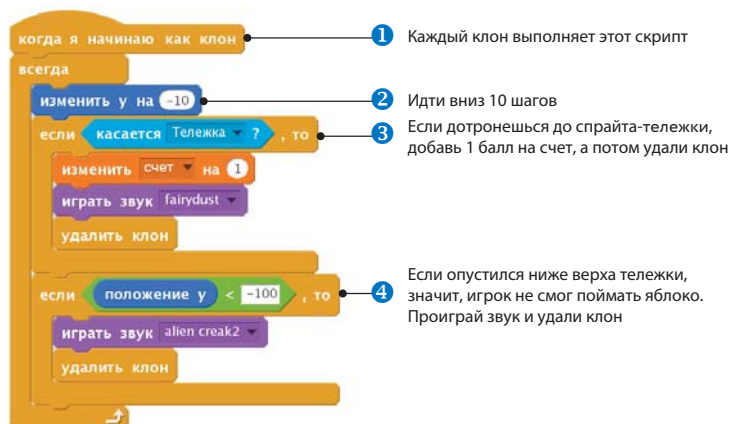 когда я начинаю как клон
1 Каждый клон выполняет этот скрипт
всегда
изменить y на -10
2 Идти вниз 10 шагов
если касается Тележка ? , то
3 Если дотронешься до спрайта-тележки,
добавь 1 балл на счет, а потом удали клон
изменить счет на 1
играть звук fairydust
удалить клон
если положение y < -100 , то
4 Если опустился ниже верха тележки,
значит, игрок не смог поймать яблоко.
Проиграй звук и удали клон
играть звук alien creak2
удалить клон